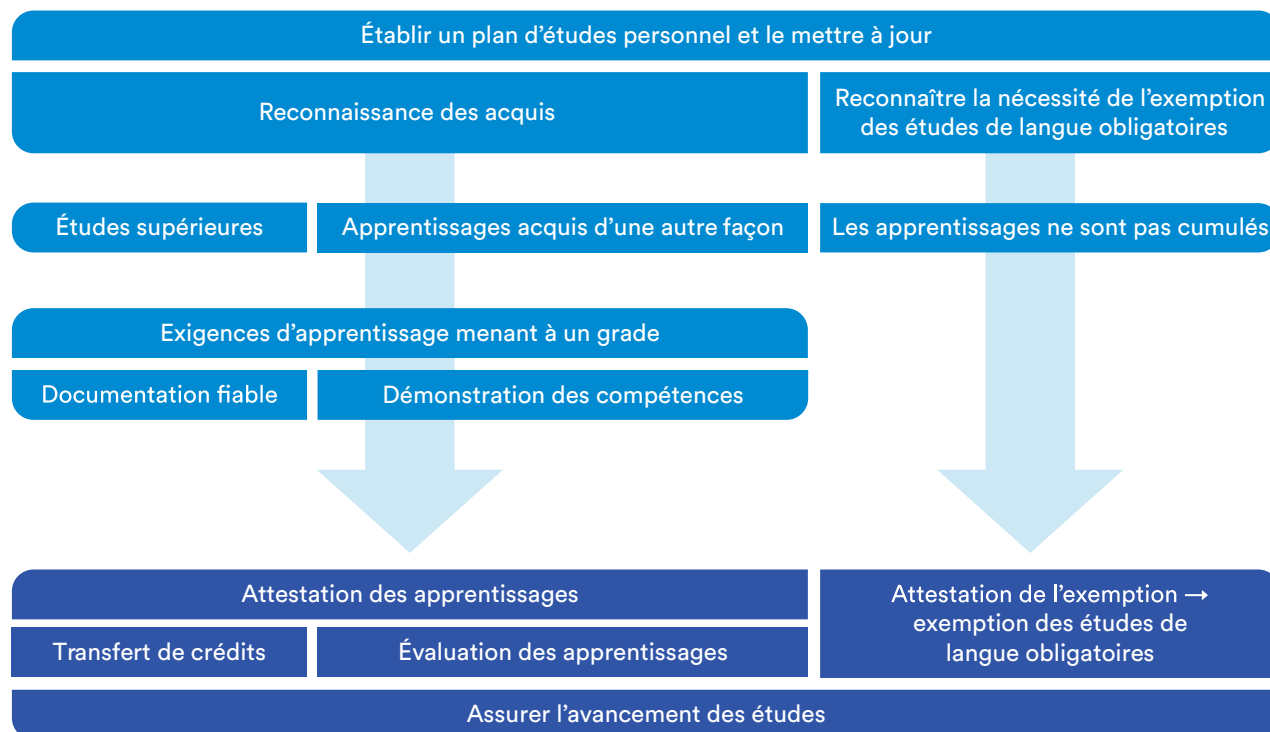 Établir un plan d’études personnel et le mettre à jour
Reconnaissance des acquis
Reconnaître la nécessité de l’exemption
des études de langue obligatoires
Études supérieures
Apprentissages acquis d’une autre façon
Les apprentissages ne sont pas cumulés
Exigences d’apprentissage menant à un grade
Documentation fiable
Démonstration des compétences
Attestation des apprentissages
Attestation de l’exemption →
exemption des études de
langue obligatoires
Transfert de crédits
Évaluation des apprentissages
Assurer l’avancement des études